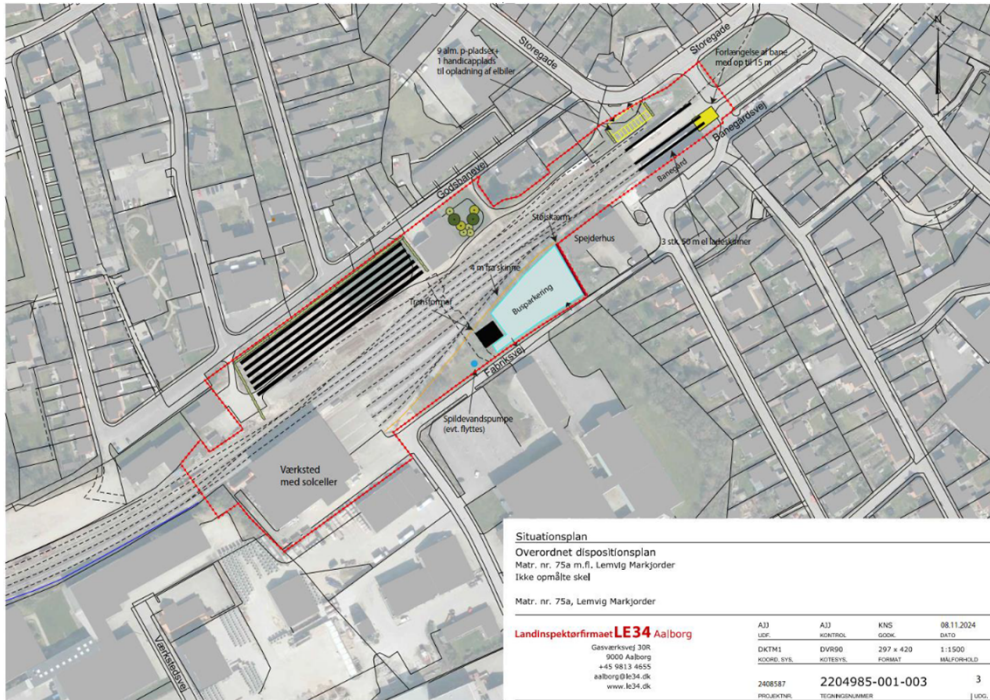 Storegade
Storegade
9 alm. p-pladser+
1 handicapplads
til opladning af elbiler
Forlængelse af bane
med op til 15 m
N
Banegårdsvej
Banegård
Godsbanevej
Støjskærm
Spejderhus
3 stk. 50 m el ladeskinner
4 m fra skinne
Transformer
Busparkering
Fabriksvej
Spildevandspumpe
(evt. flyttes)
Værksted
med solceller
Værkstedsvej
Situationsplan
Overordnet dispositionsplan
Matr. nr. 75a m.fl. Lemvig Markjorder
Ikke opmålte skel
Matr. nr. 75a, Lemvig Markjorder
Landinspektørfirmaet LE34 Aalborg
Gasværksvej 30R
9000 Aalborg
+45 9813 4655
aalborg@le34.dk
www.le34.dk
AJJ AJJ KNS 08.11.2024
UDF. KONTROL GODK. DATO
DKTM1 DVR90 297 x 420 1:1500
KOORD. SYS. KOTESYS. FORMAT MÅLFORHOLD
2408587 2204985-001-003 3
PROJEKTNR. TEGNINGSNUMMER UDG.